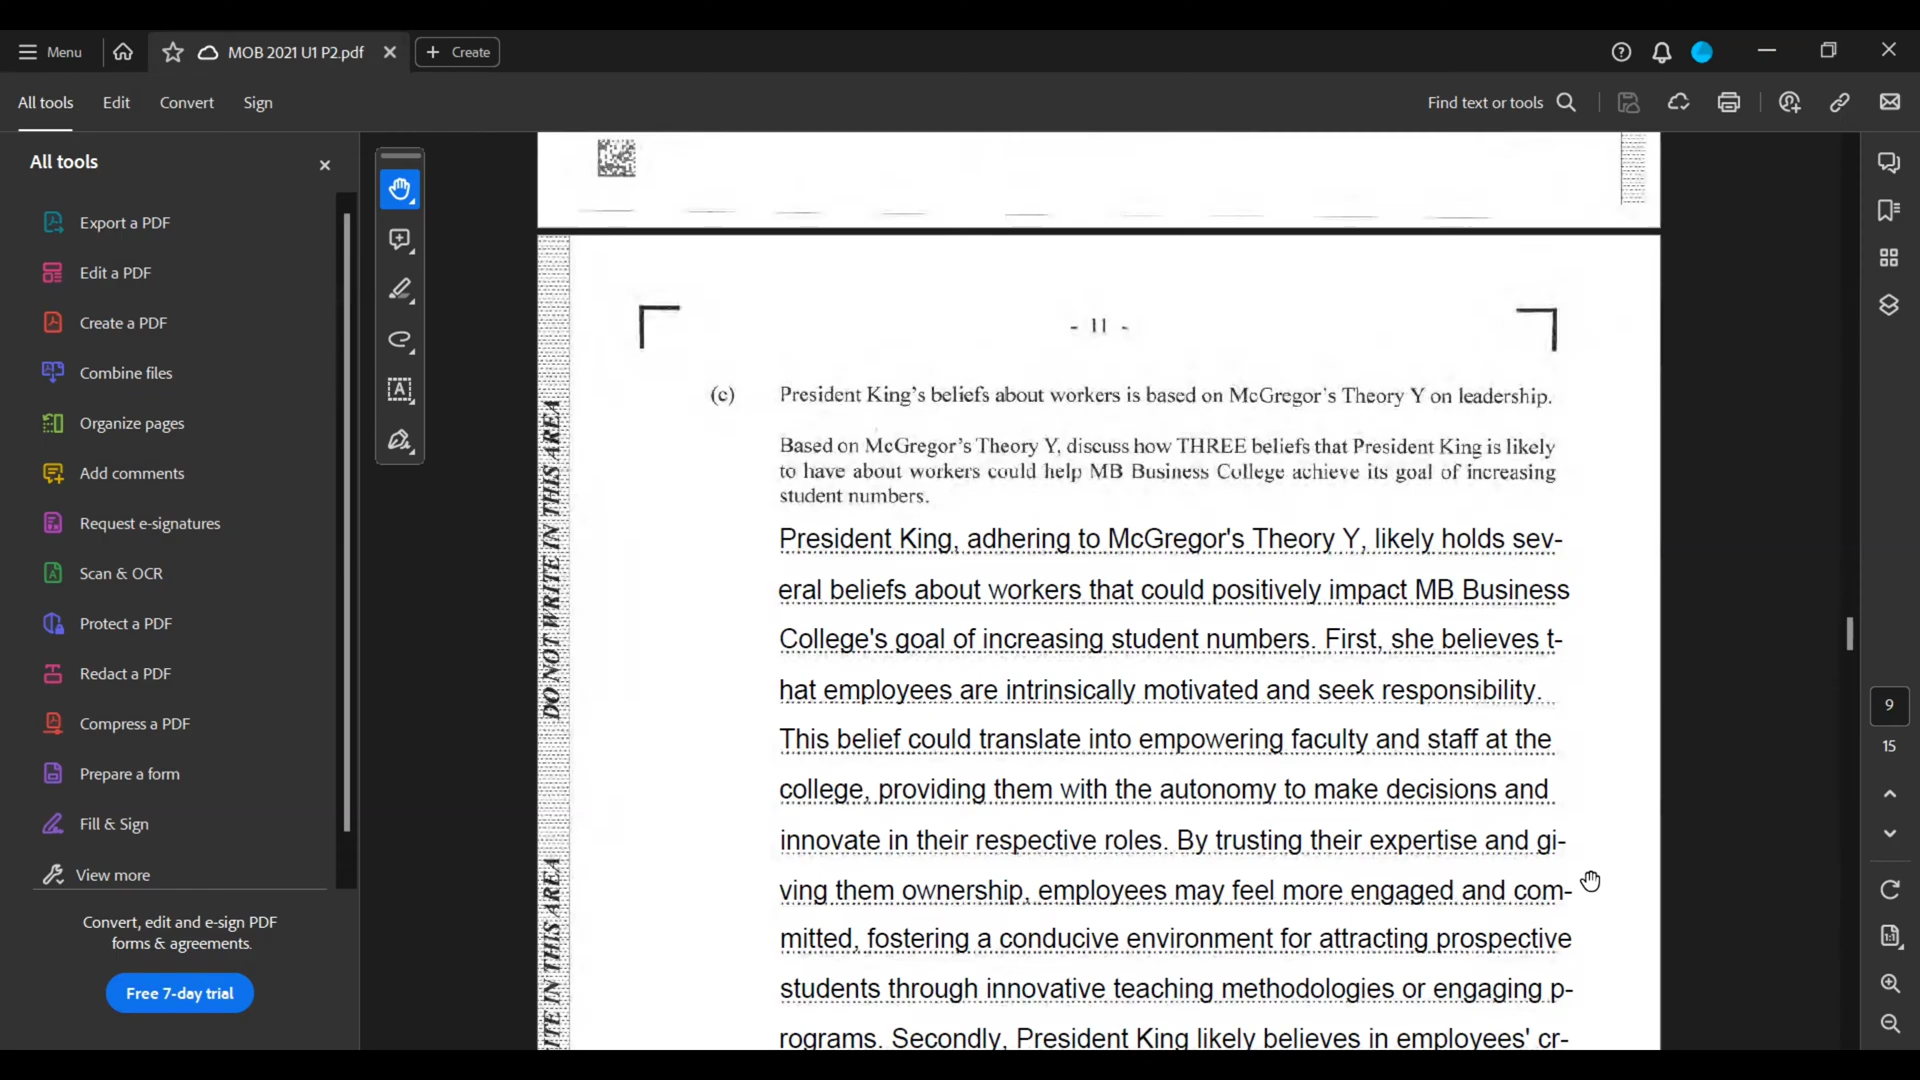 Menu
MOB 2021 U1 P2.pdf
Create
All tools
Edit
Convert
Sign
Find text or tools
All tools
Export a PDF
Edit a PDF
Create a PDF
Combine files
Organize pages
Add comments
Request e-signatures
Scan & OCR
Protect a PDF
Redact a PDF
Compress a PDF
Prepare a form
Fill & Sign
View more
Convert, edit and e-sign PDF
forms & agreements.
Free 7-day trial
DO NOT WRITE IN THIS AREA
ITE IN THIS AREA
- 11 -
(c) President King's beliefs about workers is based on McGregor's Theory Y on leadership.
Based on McGregor's Theory Y, discuss how THREE beliefs that President King is likely
to have about workers could help MB Business College achieve its goal of increasing
student numbers.
President King, adhering to McGregor's Theory Y, likely holds sev-
eral beliefs about workers that could positively impact MB Business
College's goal of increasing student numbers. First, she believes t-
hat employees are intrinsically motivated and seek responsibility.
This belief could translate into empowering faculty and staff at the
college, providing them with the autonomy to make decisions and
innovate in their respective roles. By trusting their expertise and gi-
ving them ownership, employees may feel more engaged and com-
mitted, fostering a conducive environment for attracting prospective
students through innovative teaching methodologies or engaging p-
rograms. Secondly, President King likely believes in employees' cr-
9
15